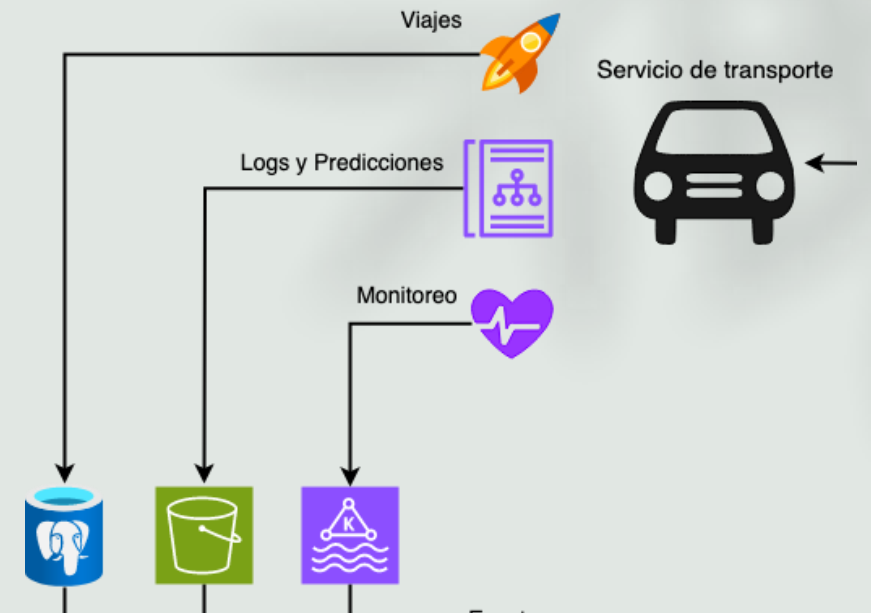 Viajes
Servicio de transporte
Logs y Predicciones
Monitoreo
K